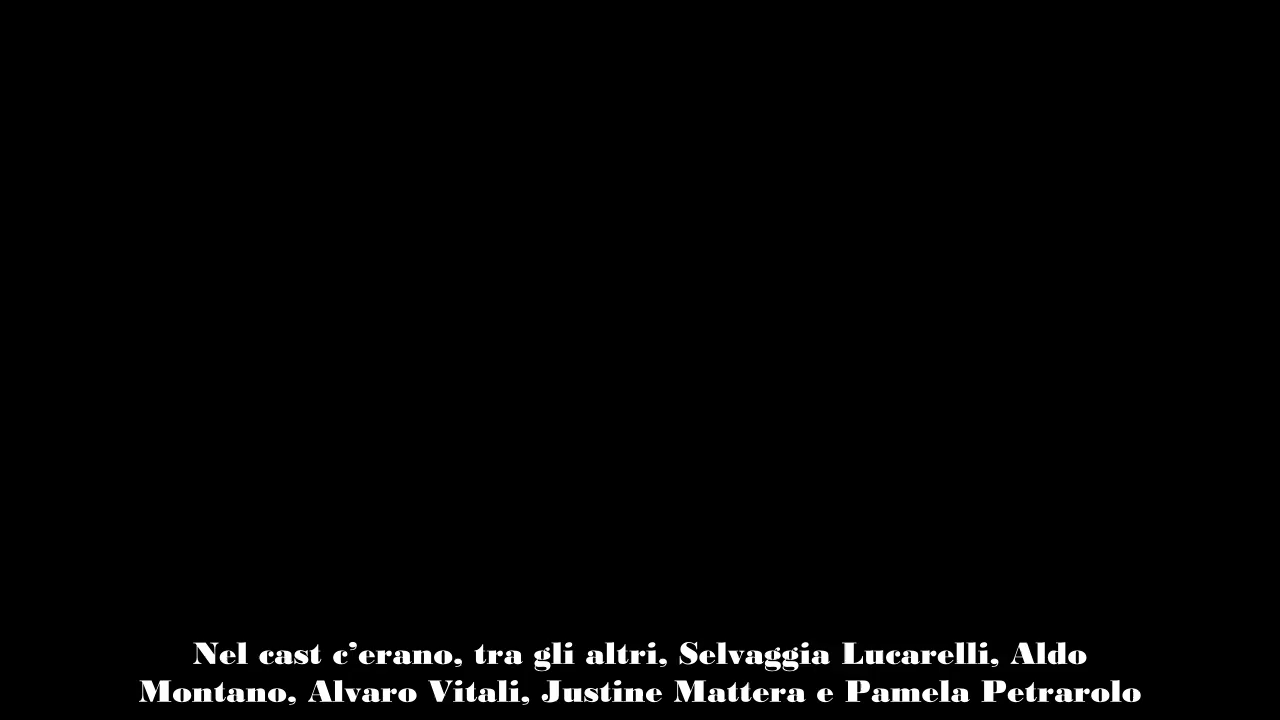 Nel cast c’erano, tra gli altri, Selvaggia Lucarelli, Aldo
Montano, Alvaro Vitali, Justine Mattera e Pamela Petrarolo